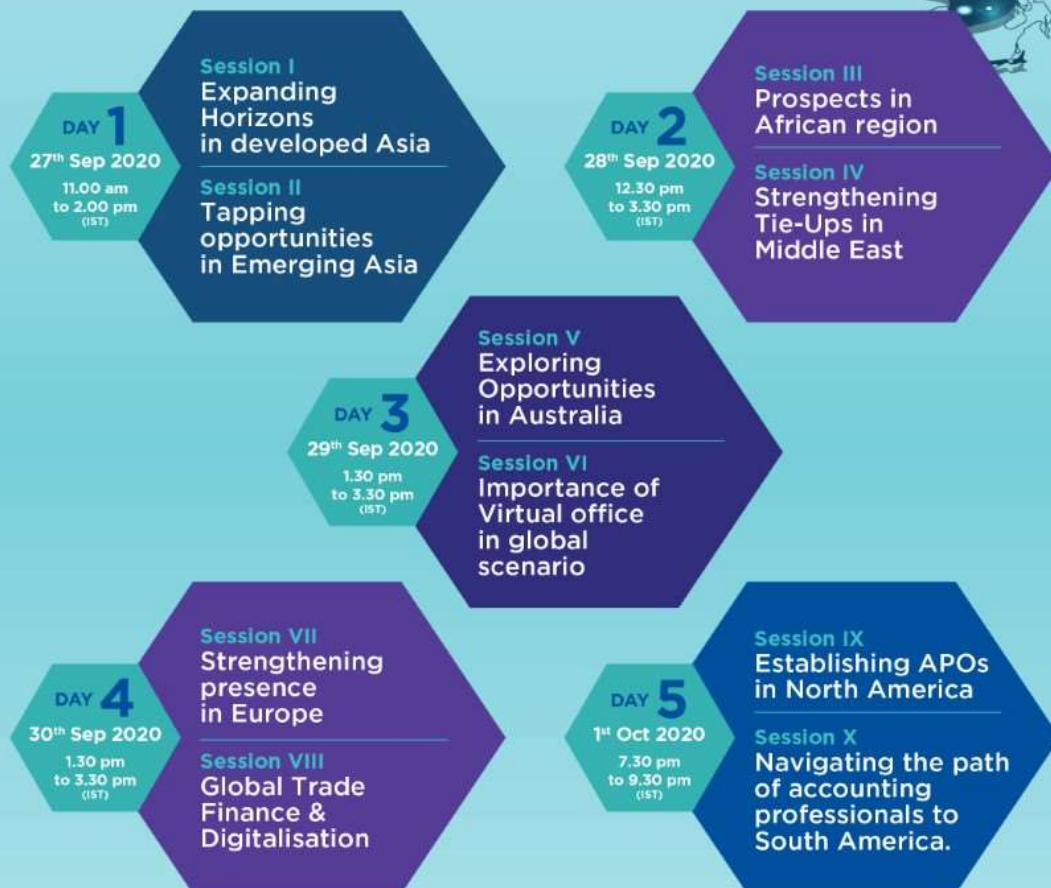 DAY 1
27th Sep 2020
11.00 am
to 2.00 pm
(IST)
Session I
Expanding
Horizons
in developed Asia
Session II
Tapping
opportunities
in Emerging Asia
DAY 2
28th Sep 2020
12.30 pm
to 3.30 pm
(IST)
Session III
Prospects in
African region
Session IV
Strengthening
Tie-Ups in
Middle East
DAY 3
29th Sep 2020
1.30 pm
to 3.30 pm
(IST)
Session V
Exploring
Opportunities
in Australia
Session VI
Importance of
Virtual office
in global
scenario
DAY 4
30th Sep 2020
1.30 pm
to 3.30 pm
(IST)
Session VII
Strengthening
presence
in Europe
Session VIII
Global Trade
Finance &
Digitalisation
DAY 5
1st Oct 2020
7.30 pm
to 9.30 pm
(IST)
Session IX
Establishing APOs
in North America
Session X
Navigating the path
of accounting
professionals to
South America.